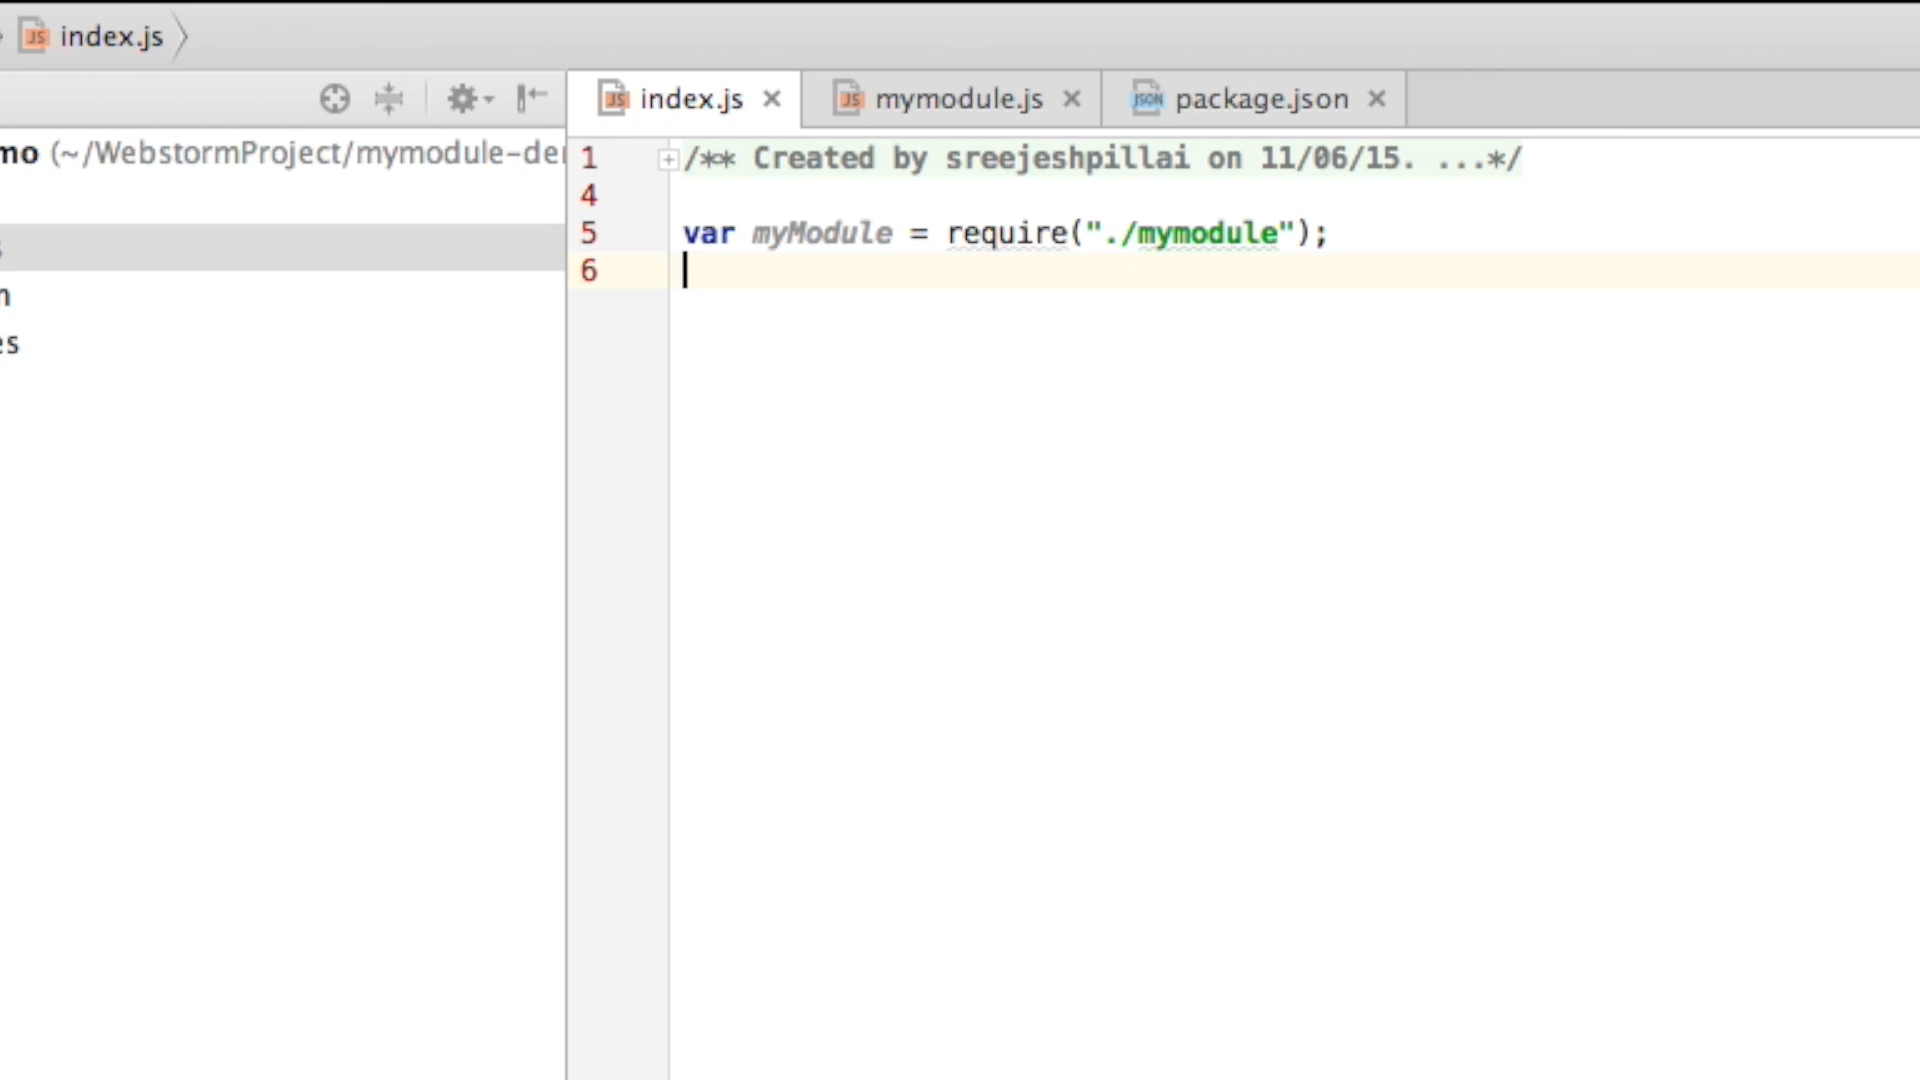 index.js
index.js
mymodule.js
package.json
mo (~/WebstormProject/mymodule-de
1 /** Created by sreejeshpillai on 11/06/15. ...*/
4
5 var myModule = require("./mymodule");
6
es